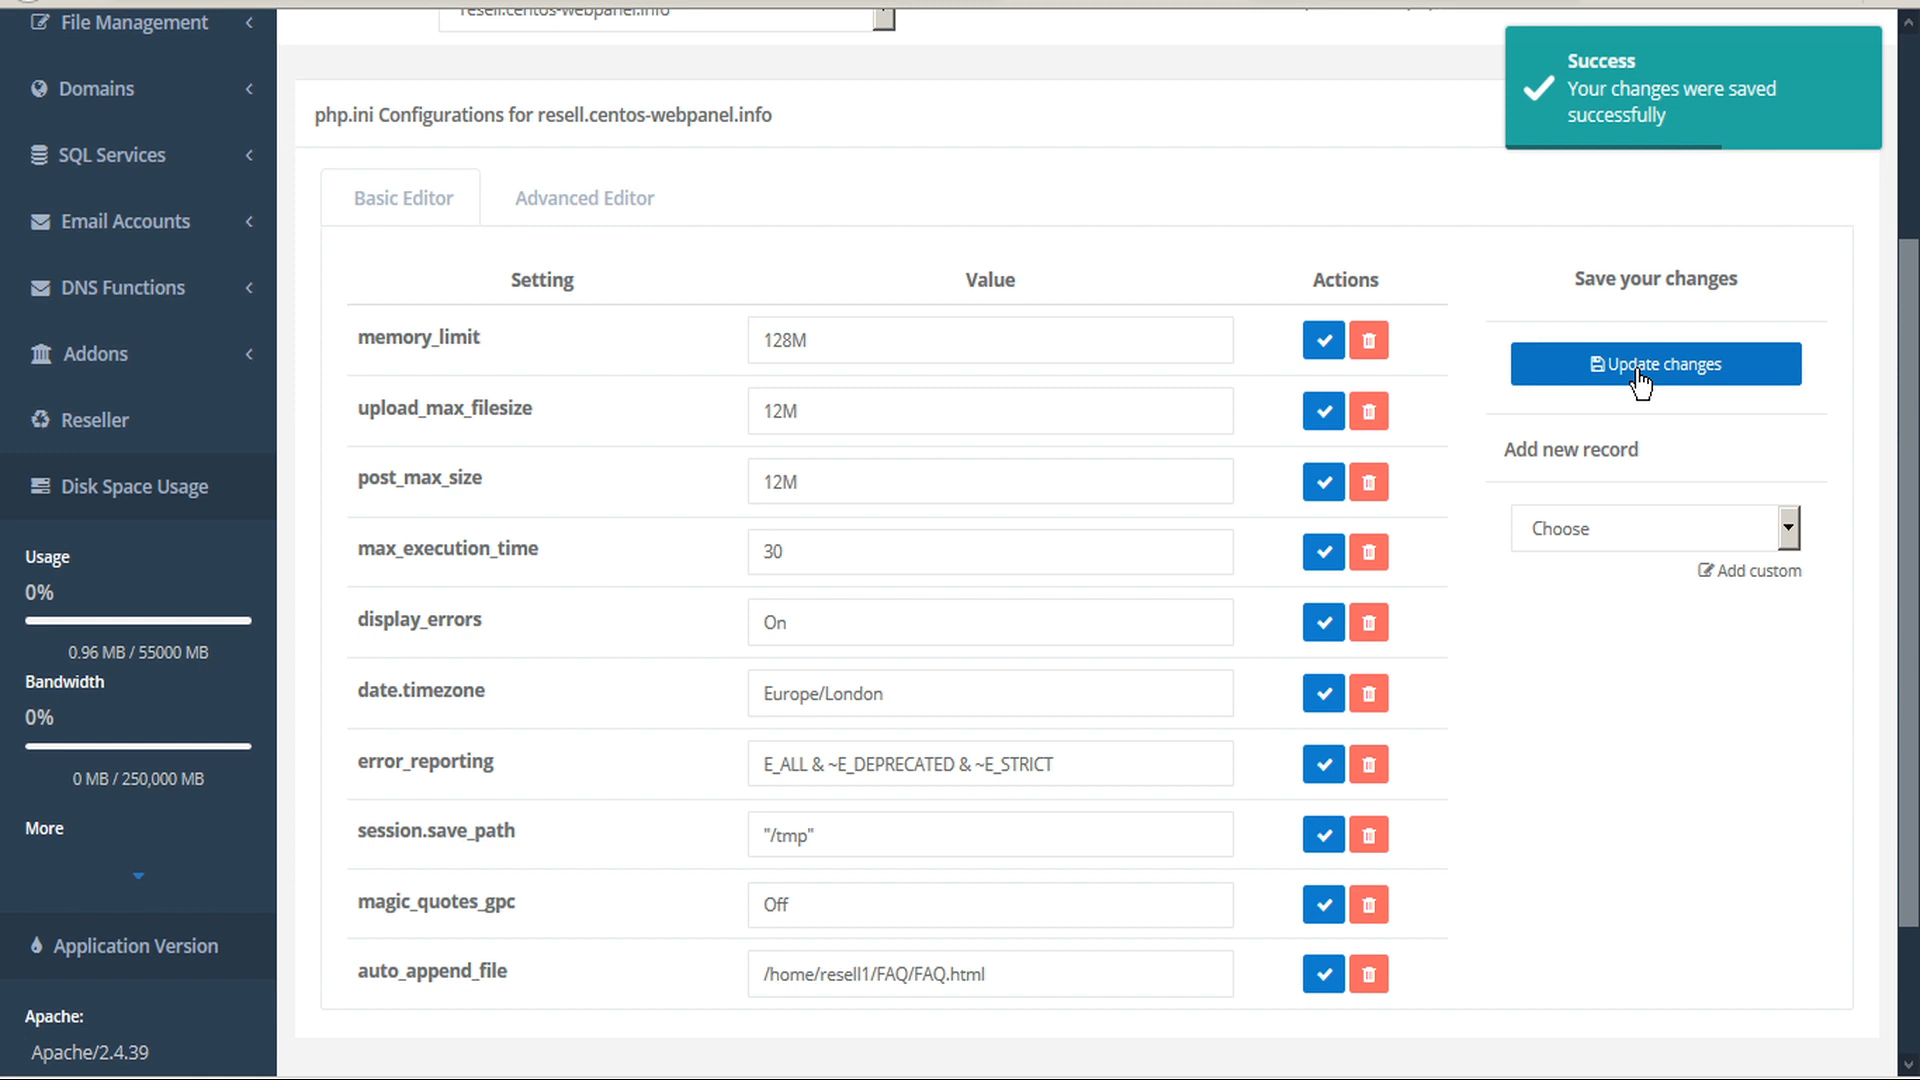 File Management
resell.centos-webpanel.info
Success
Your changes were saved
successfully
Domains
SQL Services
Email Accounts
DNS Functions
Addons
Reseller
Disk Space Usage
Usage
0%
0.96 MB / 55000 MB
Bandwidth
0%
0 MB / 250,000 MB
More
Application Version
Apache:
Apache/2.4.39
php.ini Configurations for resell.centos-webpanel.info
Basic Editor
Advanced Editor
Setting Value Actions
memory_limit 128M
upload_max_filesize 12M
post_max_size 12M
max_execution_time 30
display_errors On
date.timezone Europe/London
error_reporting E_ALL & ~E_DEPRECATED & ~E_STRICT
session.save_path "/tmp"
magic_quotes_gpc Off
auto_append_file /home/resell1/FAQ/FAQ.html
Save your changes
Update changes
Add new record
Choose
Add custom